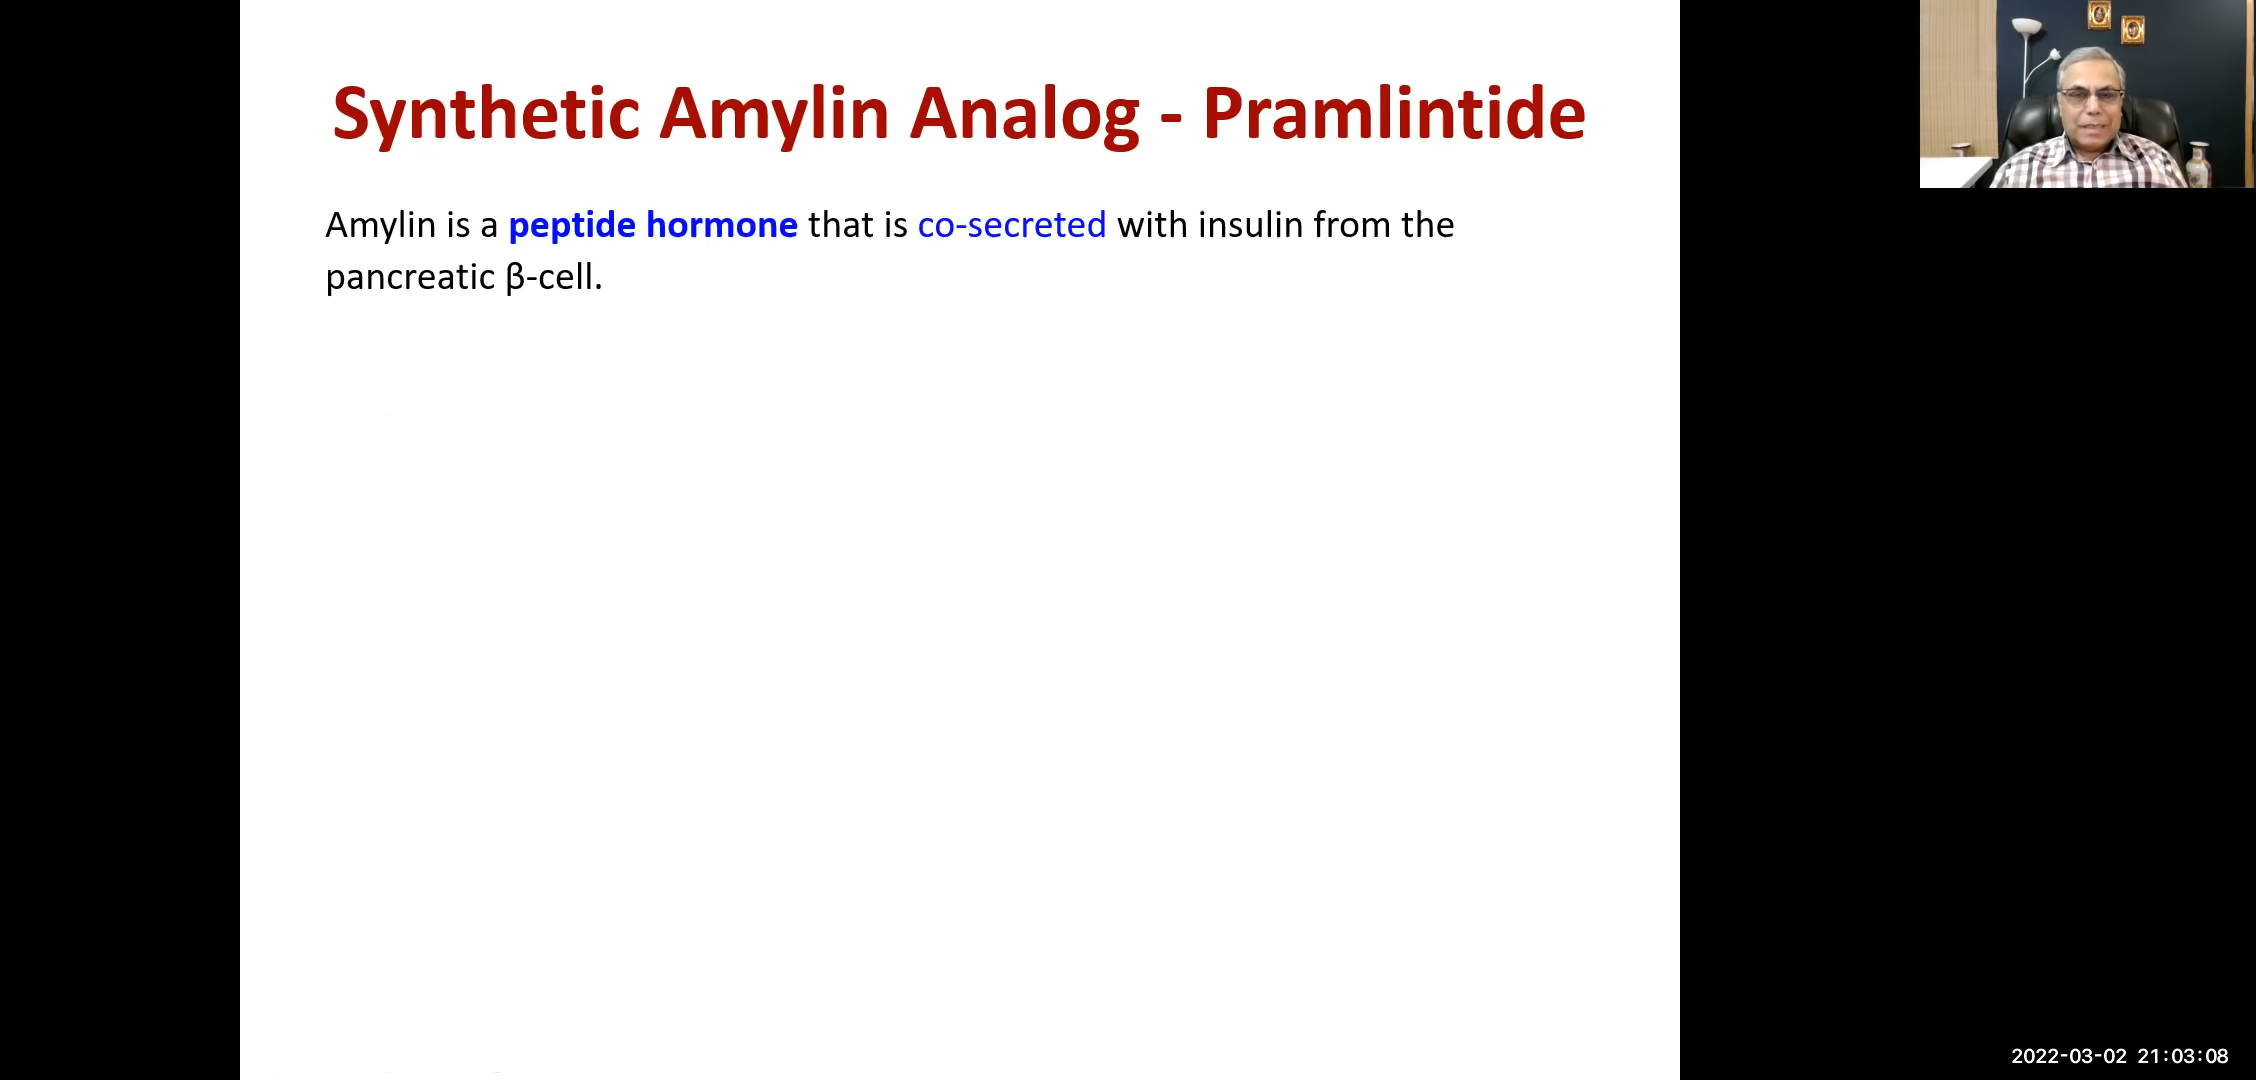 Synthetic Amylin Analog - Pramlintide
Amylin is a peptide hormone that is co-secreted with insulin from the
pancreatic β-cell.
2022-03-02 21:03:08